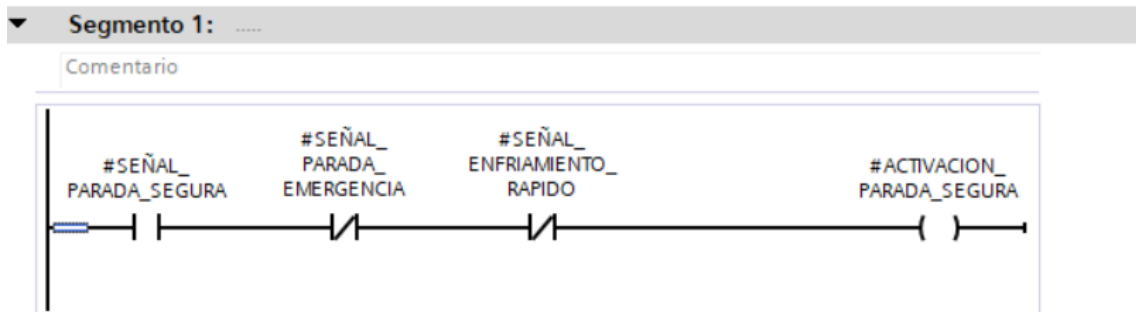 Segmento 1: .....
Comentario
#SEÑAL_
PARADA_SEGURA
#SEÑAL_
PARADA_
EMERGENCIA
#SEÑAL_
ENFRIAMIENTO_
RAPIDO
#ACTIVACION_
PARADA_SEGURA